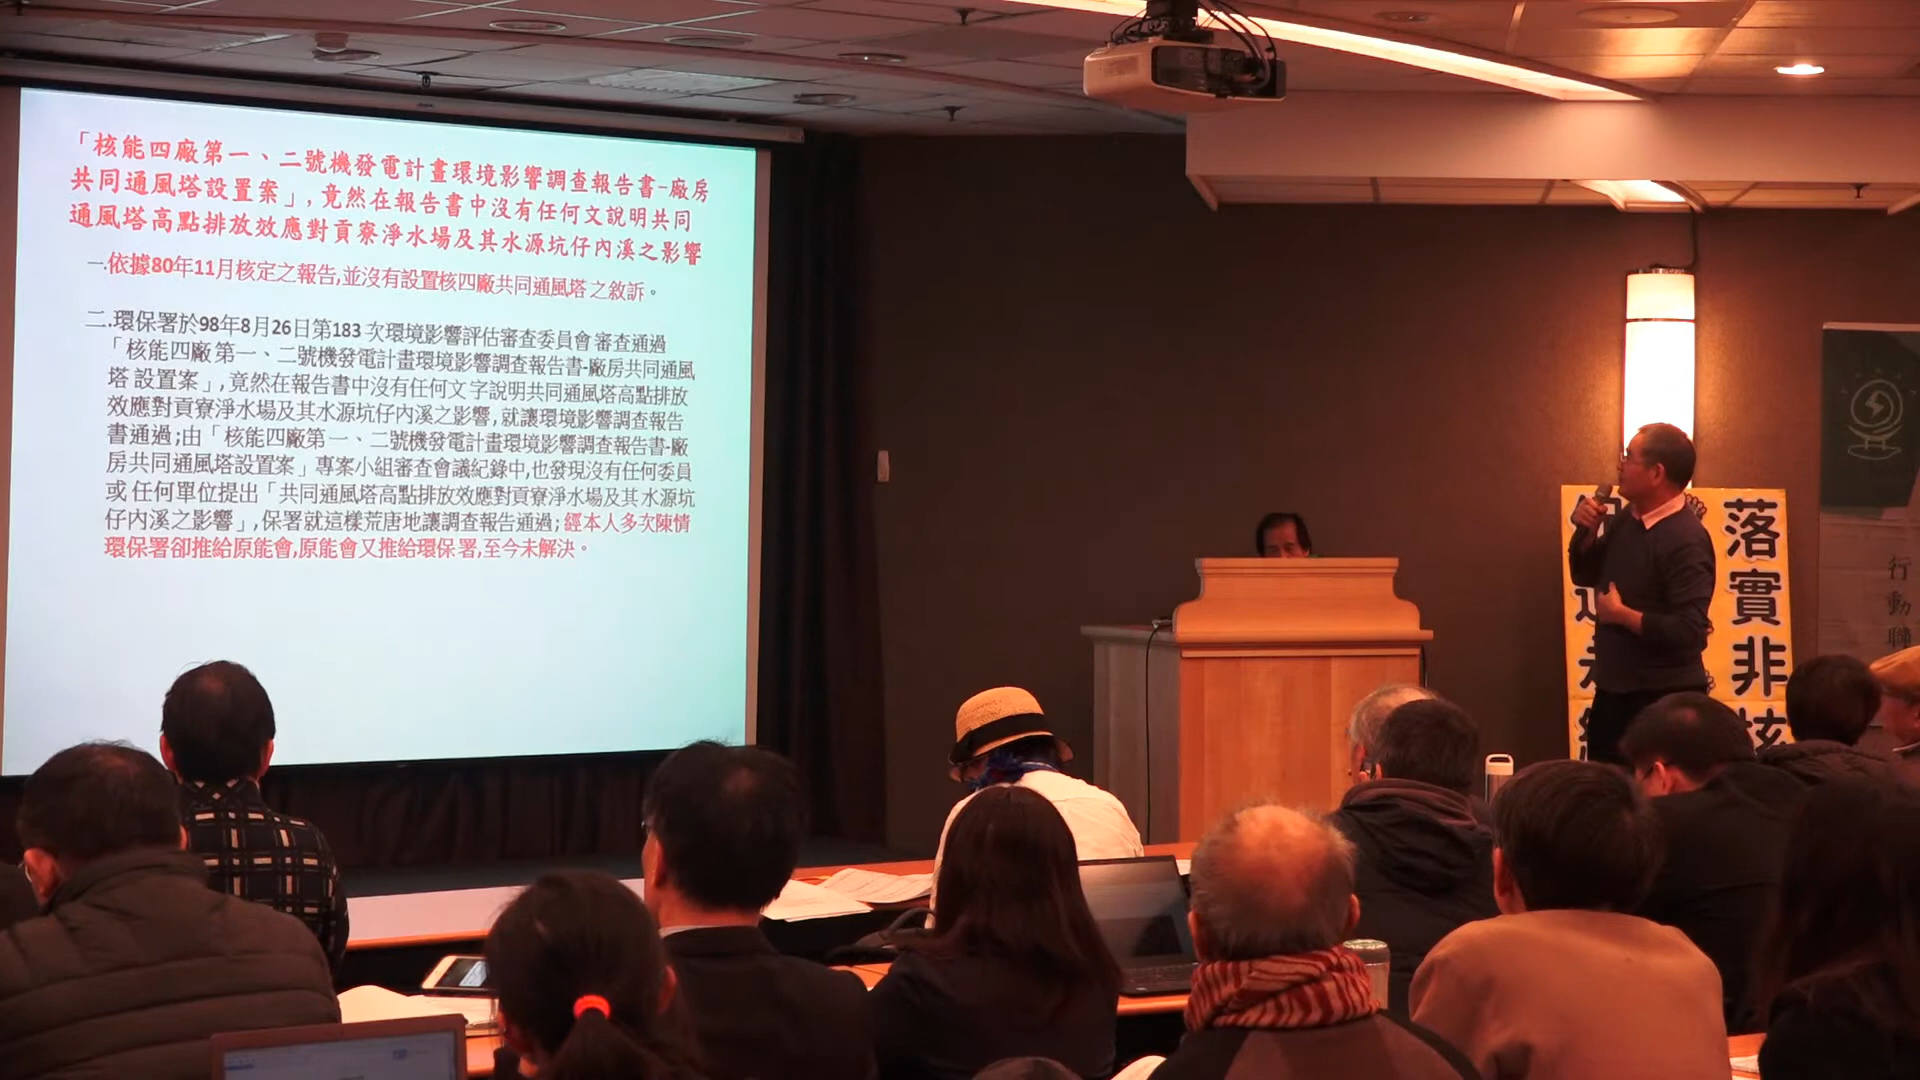 「核能四廠第一、二號機發電計畫環境影響調查報告書-廠房
共同通風塔設置案」,竟然在報告書中沒有任何文說明共同
通風塔高點排放效應對貢寮淨水場及其水源坑仔內溪之影響
一.依據80年11月核定之報告,並沒有設置核四廠共同通風塔 之敘訴。
二..環保署於98年8月26日第183 次環境影響評估審查委員會 審查通過
「核能四廠 第一、二號機發電計畫環境影響調查報告書-廠房共同通風
塔 設置案」,竟然在報告書中沒有任何文 字說明共同通風塔高點排放
效應對貢寮淨水場及其水源坑仔內溪之影響, 就讓環境影響調查報告
書通過;由「核能四廠第一、二號機發電計畫環境影響調查報告書-廠
房共同通風塔設置案」專案小組審查會議紀錄中,也發現沒有任何委員
或 任何單位提出「共同通風塔高點排放效應對貢寮淨水場及其 水源坑
仔內溪之影響」,保署就這樣荒唐地讓調查報告通過; 經本人多次陳情
環保署卻推給原能會,原能會又推給環保 署,至今未解決。
落實非核
行動聯